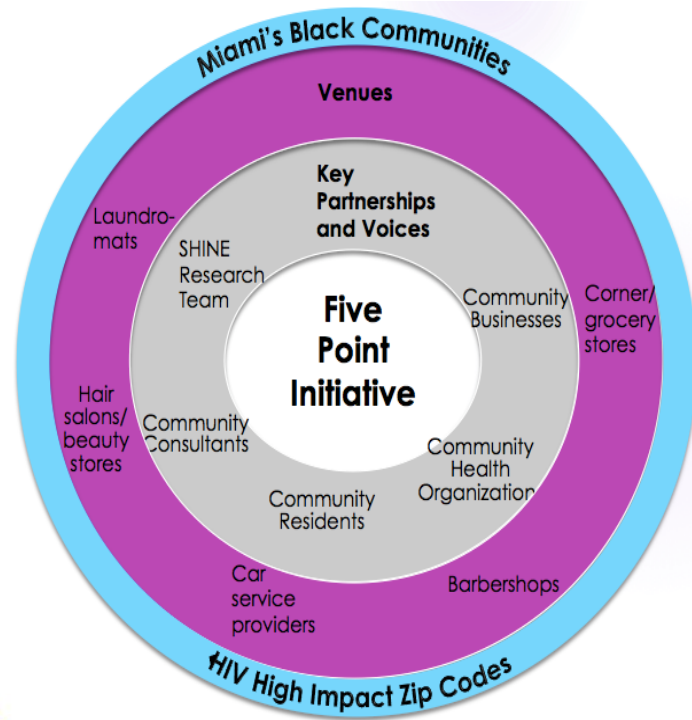 Miami's Black Communities
Venues
Key
Partnerships
and Voices
Laundro-
mats
SHINE
Research
Team
Five
Point
Initiative
Community
Businesses
Corner/
grocery
stores
Hair
salons/
beauty
stores
Community
Consultants
Community
Health
Organization
Community
Residents
Car
service
providers
Barbershops
HIV High Impact Zip Codes